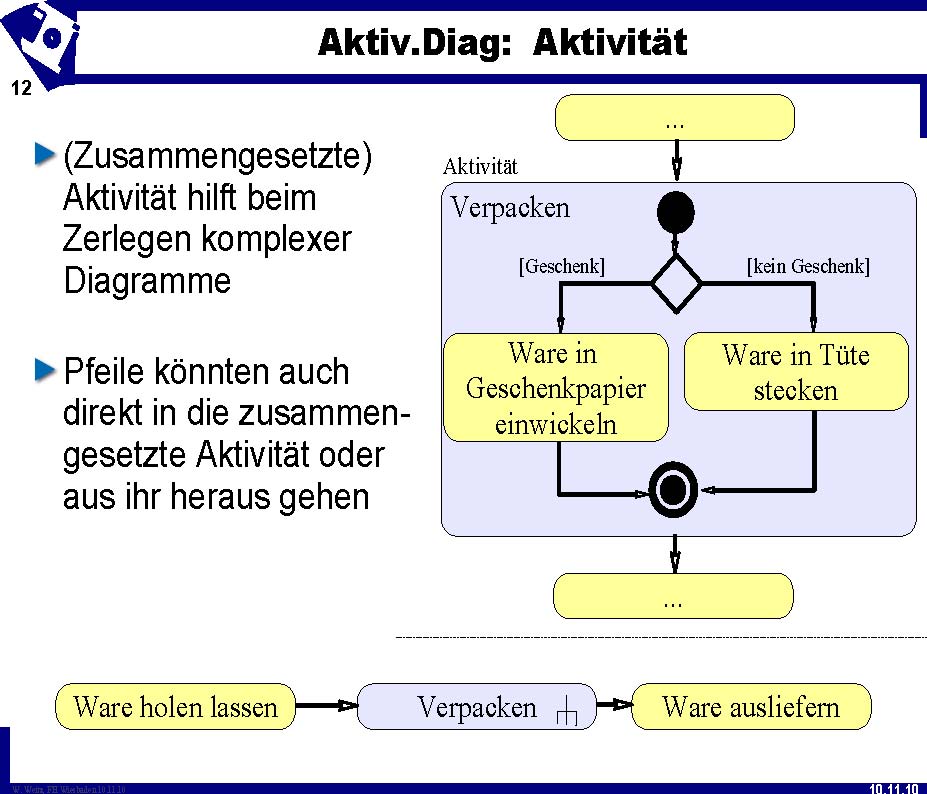 Aktiv.Diag: Aktivität
12
(Zusammengesetzte)
Aktivität hilft beim
Zerlegen komplexer
Diagramme
Pfeile könnten auch
direkt in die zusammen-
gesetzte Aktivität oder
aus ihr heraus gehen
...
Aktivität
Verpacken
[Geschenk]
[kein Geschenk]
Ware in
Geschenkpapier
einwickeln
Ware in Tüte
stecken
...
Ware holen lassen
Verpacken
Ware ausliefern
FH Wiesbaden 10.11.10
10.11.10